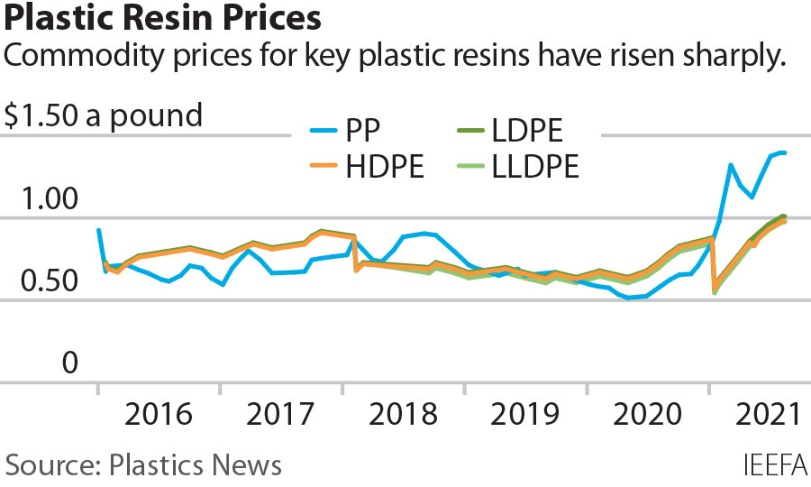 Plastic Resin Prices
Commodity prices for key plastic resins have risen sharply.
$1.50 a pound
PP
LDPE
HDPE
LLDPE
1.00
0.50
0
2016 2017 2018 2019 2020 2021
Source: Plastics News
IEEFA